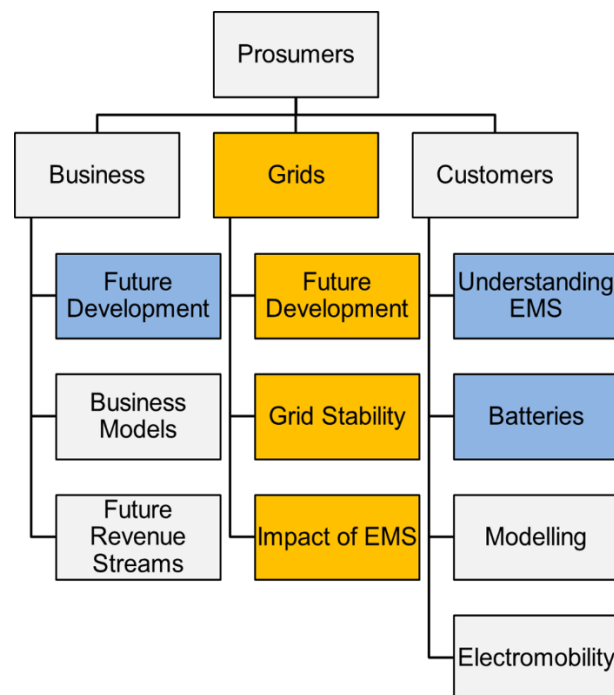 Prosumers
Business
Grids
Customers
Future
Development
Business
Models
Future
Revenue
Streams
Future
Development
Grid Stability
Impact of EMS
Understanding
EMS
Batteries
Modelling
Electromobility